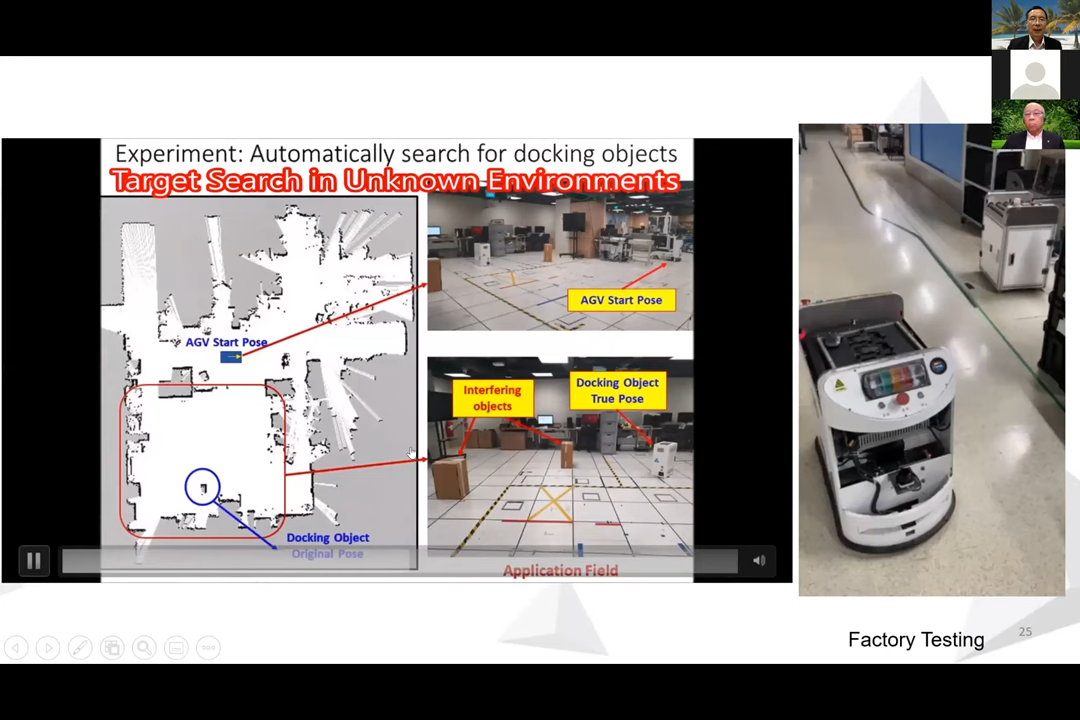 Experiment: Automatically search for docking objects
Target Search in Unknown Environments
AGV Start Pose
AGV Start Pose
Interfering
objects
Docking Object
True Pose
Docking Object
Original Pose
Application Field
Factory Testing
25